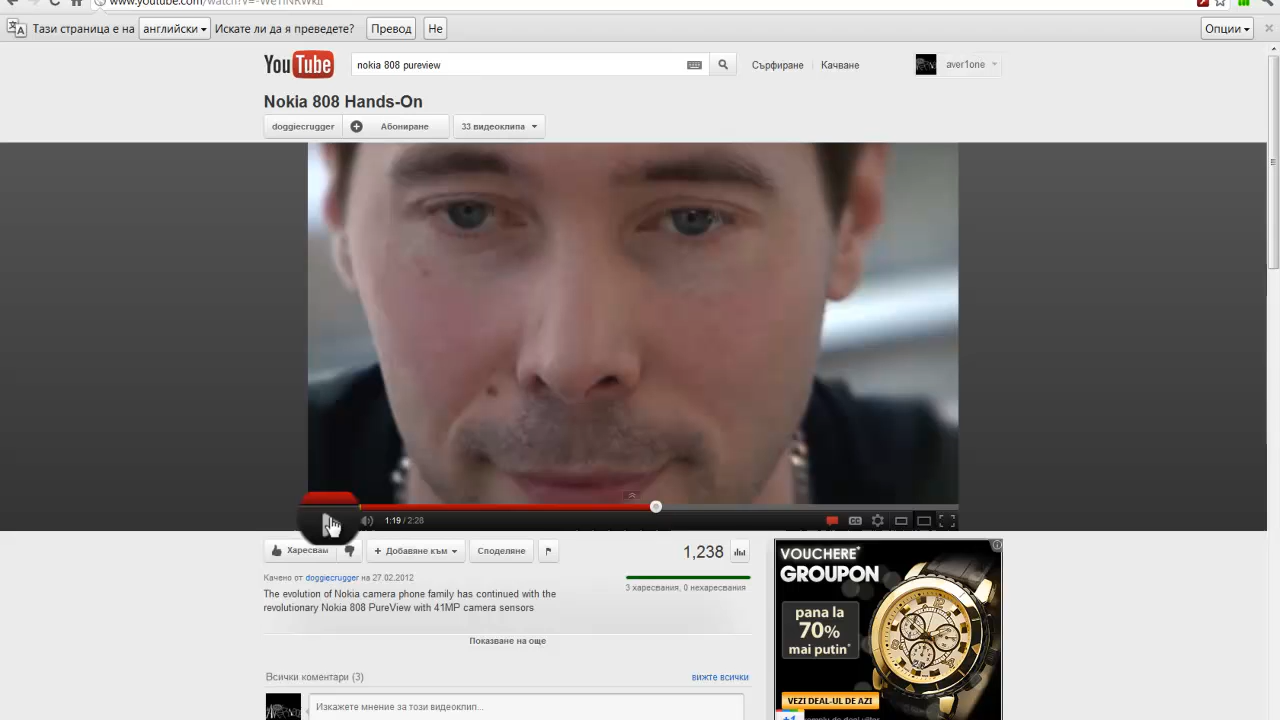 Тази страница е на английски Искате ли да я преведете? Превод Не Опции
YouTube nokia 808 pureview Сърфиране Качване aver1one
Nokia 808 Hands-On
doggiecrugger Абониране 33 видеоклипа
1:19 / 2:28 CC
Харесвам Добавяне към Споделяне 1,238
Качено от doggiecrugger на 27.02.2012
3 харесвания, 0 нехаресвания
The evolution of Nokia camera phone family has continued with the
revolutionary Nokia 808 PureView with 41MP camera sensors
Показване на още
Всички коментари (3) вижте всички
Изкажете мнение за този видеоклип...
VOUCHERE*
GROUPON
pana la
70%
mai putin*
VEZI DEAL-UL DE AZI